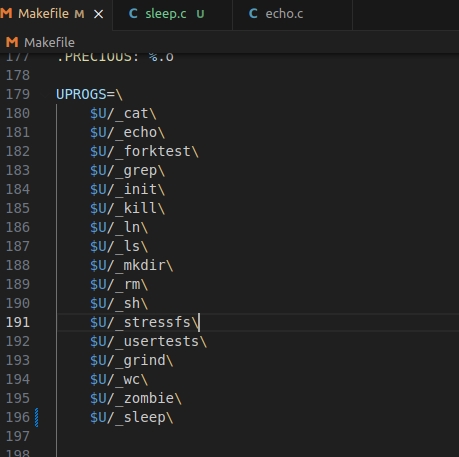 Makefile M × C sleep.c U C echo.c
Makefile
177 .PRECIOUS: %.o
178
179 UPROGS=\
180 $U/_cat\
181 $U/_echo\
182 $U/_forktest\
183 $U/_grep\
184 $U/_init\
185 $U/_kill\
186 $U/_ln\
187 $U/_ls\
188 $U/_mkdir\
189 $U/_rm\
190 $U/_sh\
191 $U/_stressfs\
192 $U/_usertests\
193 $U/_grind\
194 $U/_wc\
195 $U/_zombie\
196 $U/_sleep\
197
198